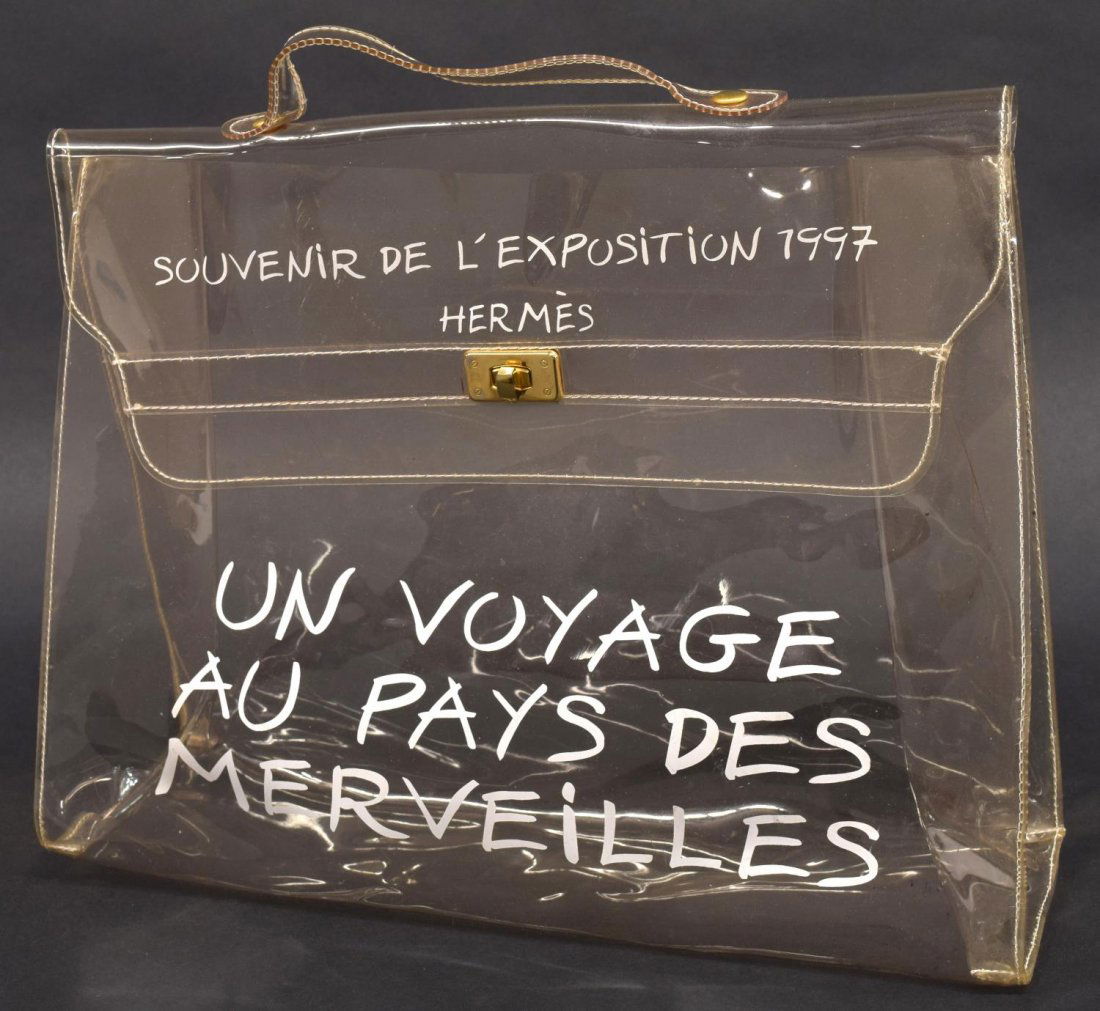 SOUVENiR DE L'EXPOSiTiON 1997
HERMÈS
UN VOYAGE
AU PAYS DES
MERVEiLLES